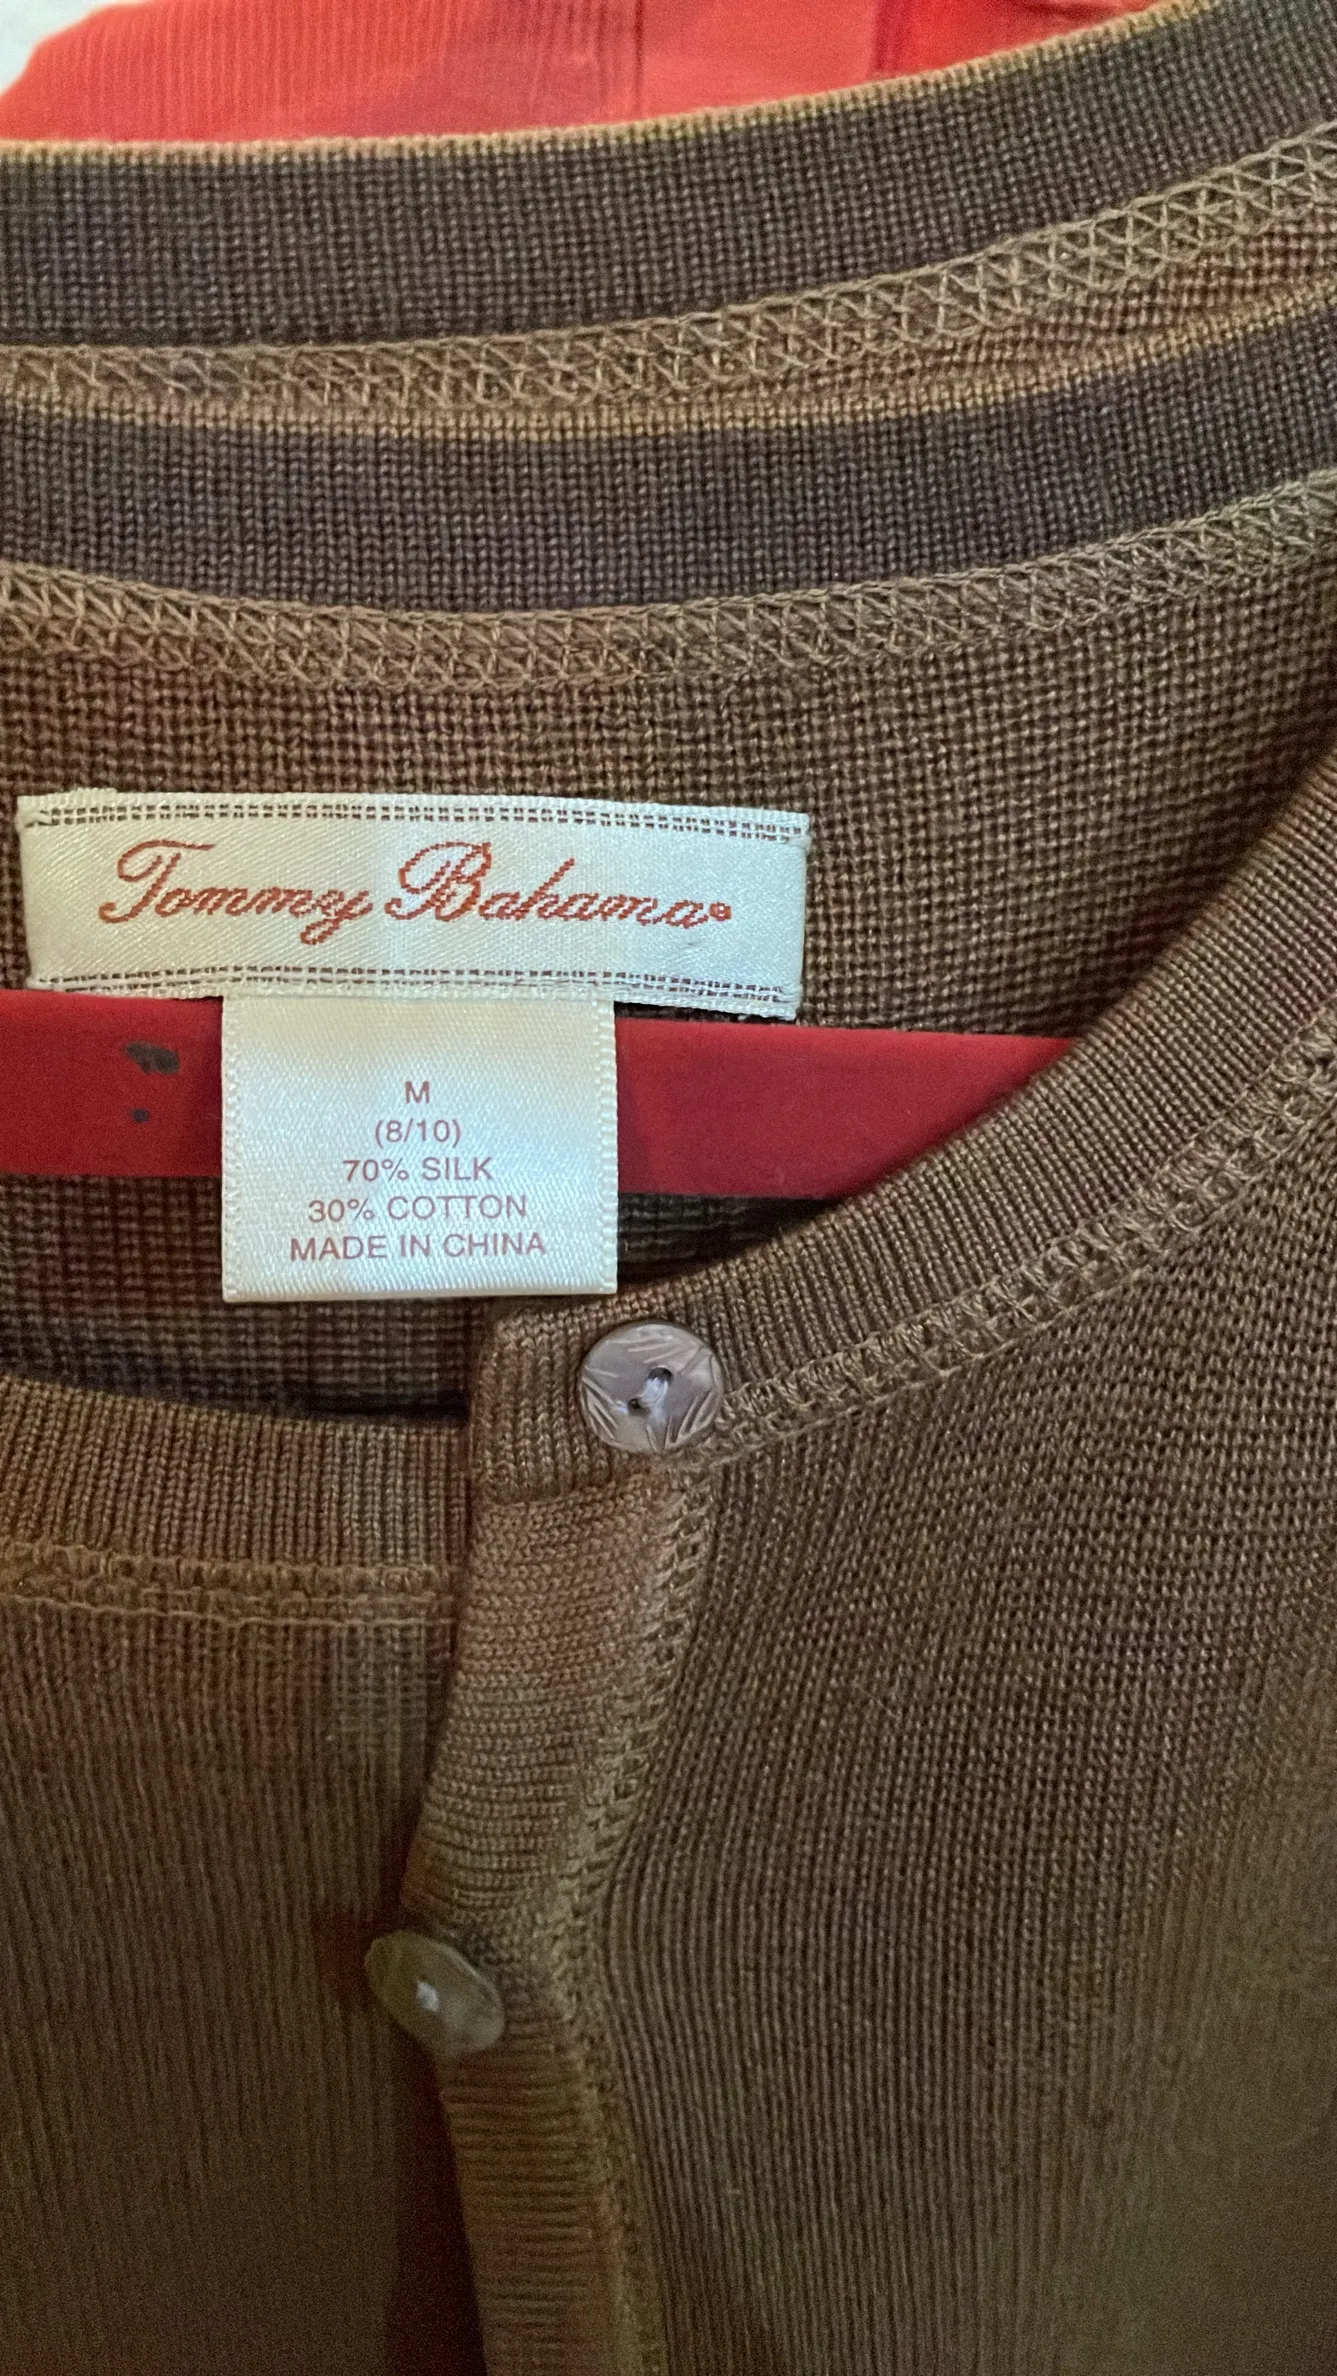 Tommy Bahama®
M
(8/10)
70% SILK
30% COTTON
MADE IN CHINA